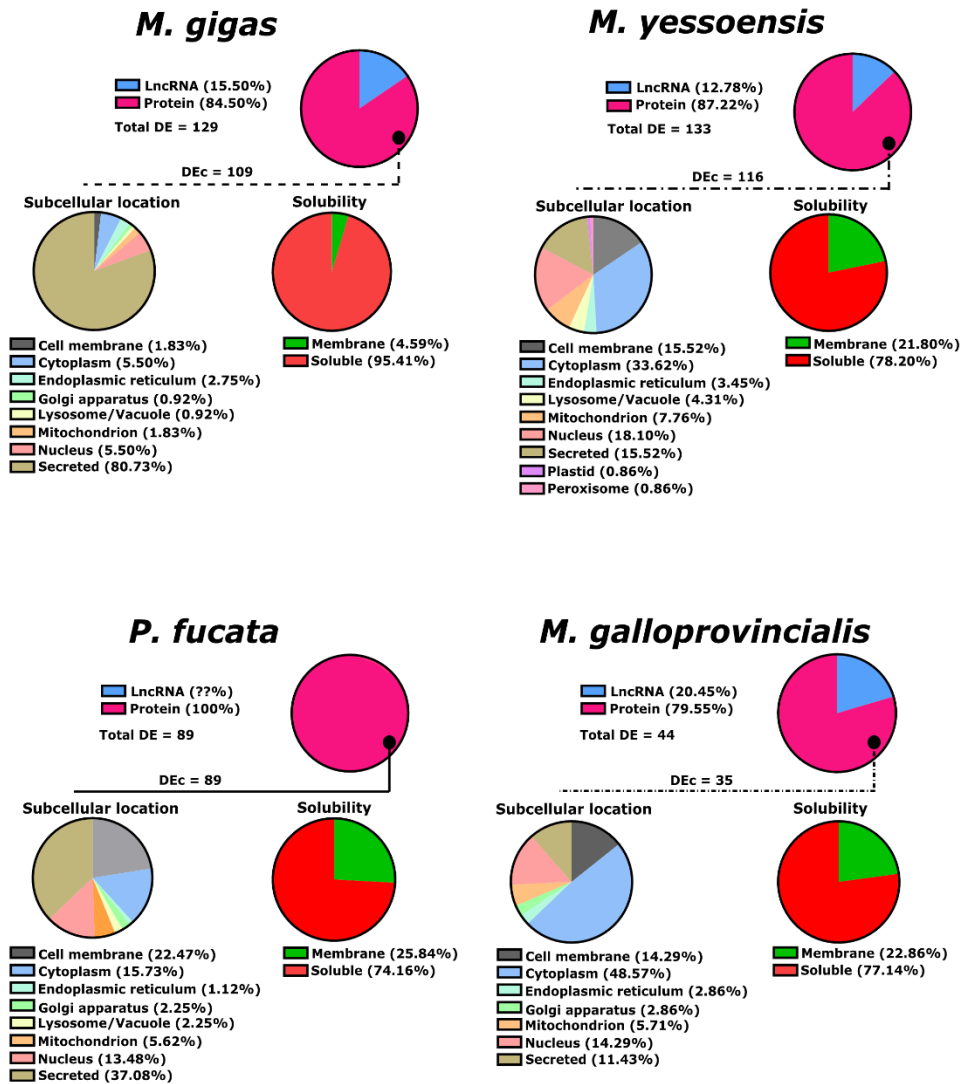 M. gigas
LncRNA (15.50%)
Protein (84.50%)
Total DE = 129
DEc = 109
Subcellular location
Solubility
Cell membrane (1.83%)
Cytoplasm (5.50%)
Endoplasmic reticulum (2.75%)
Golgi apparatus (0.92%)
Lysosome/Vacuole (0.92%)
Mitochondrion (1.83%)
Nucleus (5.50%)
Secreted (80.73%)
Membrane (4.59%)
Soluble (95.41%)
M. yessoensis
LncRNA (12.78%)
Protein (87.22%)
Total DE = 133
DEc = 116
Subcellular location
Solubility
Cell membrane (15.52%)
Cytoplasm (33.62%)
Endoplasmic reticulum (3.45%)
Lysosome/Vacuole (4.31%)
Mitochondrion (7.76%)
Nucleus (18.10%)
Secreted (15.52%)
Plastid (0.86%)
Peroxisome (0.86%)
Membrane (21.80%)
Soluble (78.20%)
P. fucata
LncRNA (??%)
Protein (100%)
Total DE = 89
DEc = 89
Subcellular location
Solubility
Cell membrane (22.47%)
Cytoplasm (15.73%)
Endoplasmic reticulum (1.12%)
Golgi apparatus (2.25%)
Lysosome/Vacuole (2.25%)
Mitochondrion (5.62%)
Nucleus (13.48%)
Secreted (37.08%)
Membrane (25.84%)
Soluble (74.16%)
M. galloprovincialis
LncRNA (20.45%)
Protein (79.55%)
Total DE = 44
DEc = 35
Subcellular location
Solubility
Cell membrane (14.29%)
Cytoplasm (48.57%)
Endoplasmic reticulum (2.86%)
Golgi apparatus (2.86%)
Mitochondrion (5.71%)
Nucleus (14.29%)
Secreted (11.43%)
Membrane (22.86%)
Soluble (77.14%)